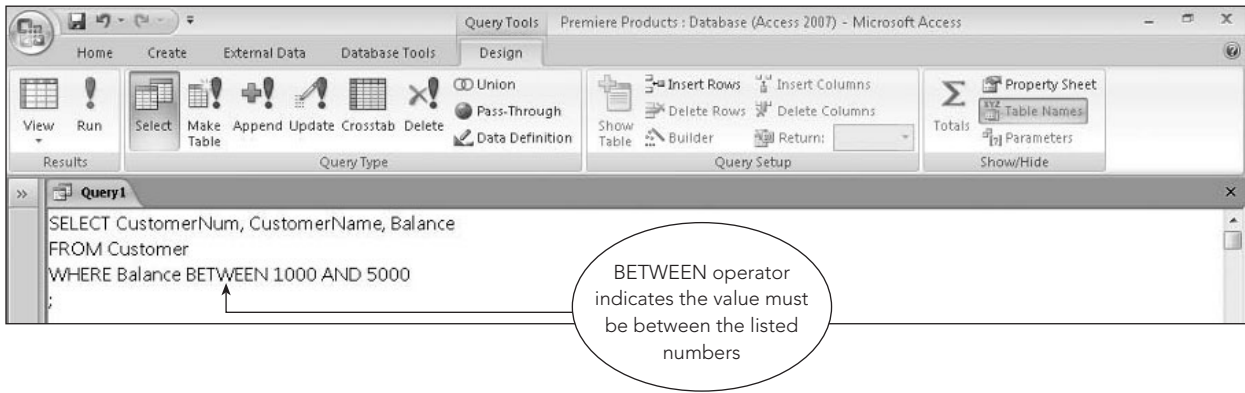 Query Tools Premiere Products : Database (Access 2007) - Microsoft Access
Home Create External Data Database Tools Design
View
Run
Select
Make Table
Append
Update
Crosstab
Delete
Union
Pass-Through
Data Definition
Show Table
Insert Rows
Delete Rows
Builder
Insert Columns
Delete Columns
Return:
Totals
Property Sheet
XYZ
Table Names
Parameters
Results Query Type Query Setup Show/Hide
Query1
SELECT CustomerNum, CustomerName, Balance
FROM Customer
WHERE Balance BETWEEN 1000 AND 5000
;
BETWEEN operator
indicates the value must
be between the listed
numbers